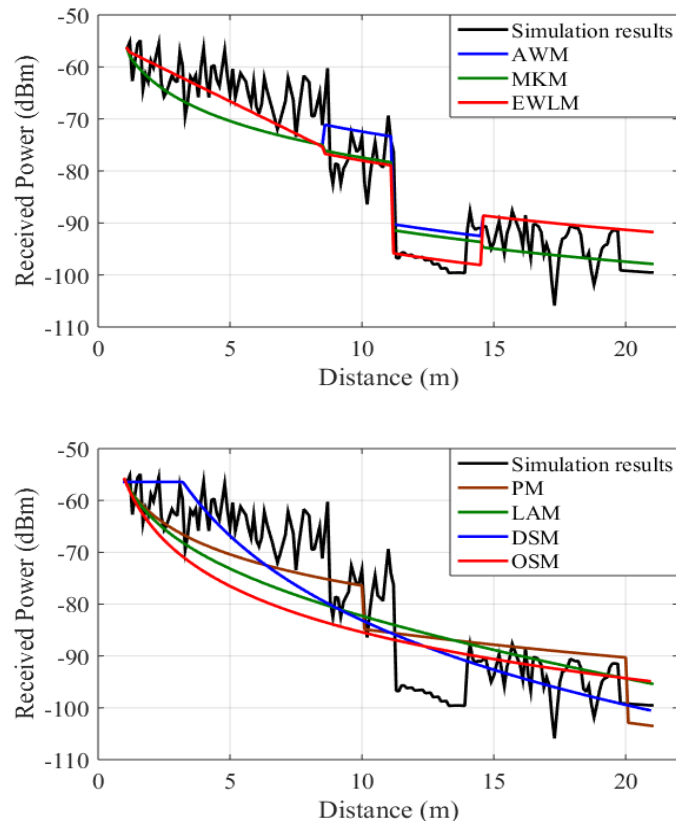 -50
-60
-70
-80
-90
-100
-110
Received Power (dBm)
Simulation results
AWM
MKM
EWLM
0
5
10
15
20
Distance (m)
-50
-60
-70
-80
-90
-100
-110
Received Power (dBm)
Simulation results
PM
LAM
DSM
OSM
0
5
10
15
20
Distance (m)